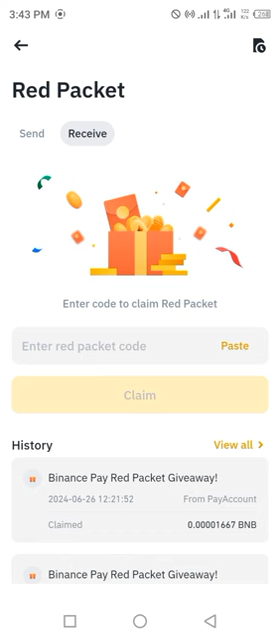 3:43 PM
Red Packet
Send
Receive
Enter code to claim Red Packet
Enter red packet code
Paste
Claim
History
View all
Binance Pay Red Packet Giveaway!
2024-06-26 12:21:52
From PayAccount
Claimed
0.00001667 BNB
Binance Pay Red Packet Giveaway!